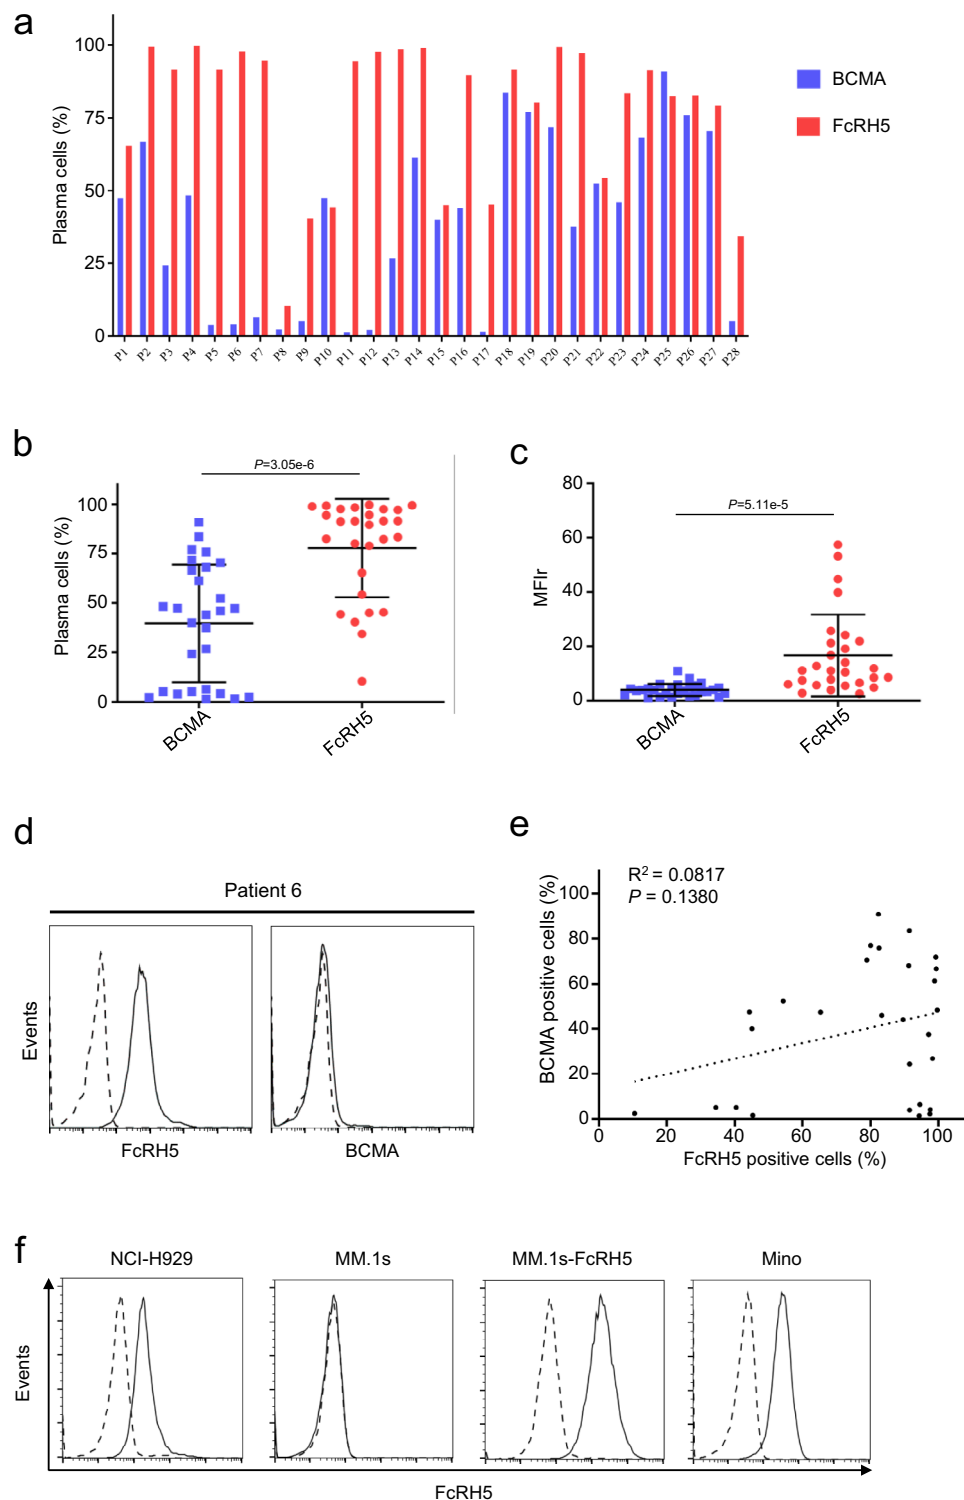 a
Plasma cells (%)
100
75
50
25
0
P1 P2 P3 P4 P5 P6 P7 P8 P9 P10 P11 P12 P13 P14 P15 P16 P17 P18 P19 P20 P21 P22 P23 P24 P25 P26 P27 P28
BCMA
FcRH5
b
P=3.05e-6
Plasma cells (%)
100
75
50
25
0
BCMA FcRH5
c
P=5.11e-5
MFIr
80
60
40
20
0
BCMA FcRH5
d
Patient 6
Events
FcRH5 BCMA
e
R2 = 0.0817
P = 0.1380
BCMA positive cells (%)
100
80
60
40
20
0
0 20 40 60 80 100
FcRH5 positive cells (%)
f
NCI-H929 MM.1s MM.1s-FcRH5 Mino
Events
FcRH5